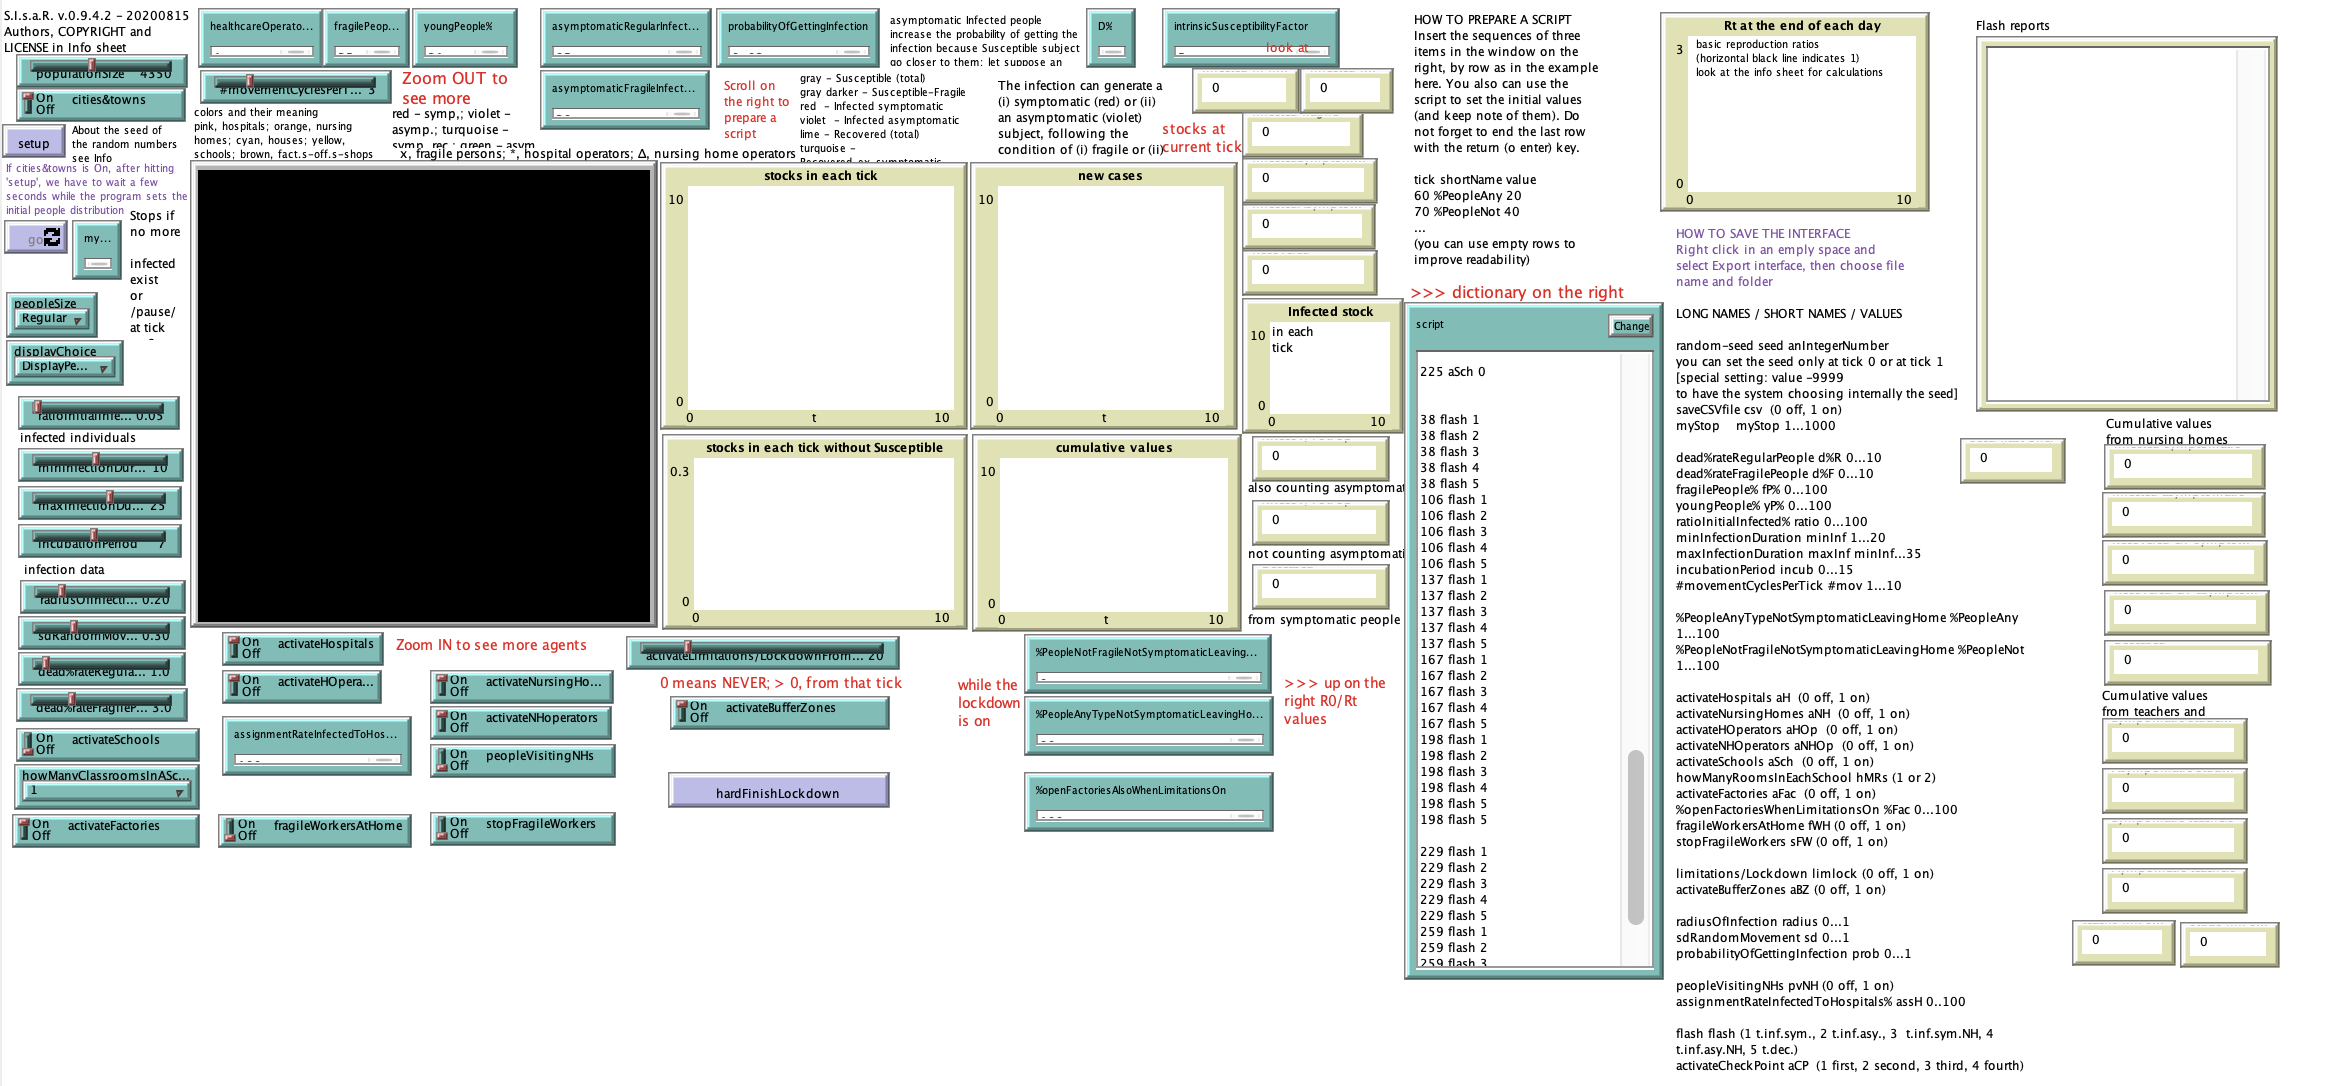 S.I.s.a.R. v.0.9.4.2 - 20200815
Authors, COPYRIGHT and
LICENSE in Info sheet
populationSize 4350
On
Off
cities&towns
setup
About the seed of
the random numbers
see Info
If cities&towns is On, after hitting
'setup', we have to wait a few
seconds while the program sets the
initial people distribution
go
my...
Stops if
no more
infected
exist
or
/pause/
at tick
peopleSize
Regular
displayChoice
DisplayPe...
ratioInitialInfe... 0.05
infected individuals
minInfectionDur... 10
maxInfectionDu... 25
incubationPeriod 7
infection data
radiusOfInfecti... 0.20
sdRandomMov... 0.30
dead%rateRegula... 1.0
dead%rateFragileP... 3.0
On
Off
activateSchools
howManyClassroomsInASc...
1
On
Off
activateFactories
healthcareOperato...
fragilePeop...
youngPeople%
#movementCyclesPerT... 3
Zoom OUT to
see more
colors and their meaning
pink, hospitals; orange, nursing
homes; cyan, houses; yellow,
schools; brown, fact.s-off.s-shops
red - symp,; violet -
asymp.; turquoise -
symp. rec.; green - asym.
x, fragile persons; *, hospital operators; Δ, nursing home operators
asymptomaticRegularInfect...
probabilityOfGettingInfection
asymptomaticFragileInfect...
Scroll on
the right to
prepare a
script
asymptomatic Infected people
increase the probability of getting the
infection because Susceptible subject
go closer to them: let suppose an
gray - Susceptible (total)
gray darker - Susceptible-Fragile
red - Infected symptomatic
violet - Infected asymptomatic
lime - Recovered (total)
turquoise -
D%
intrinsicSusceptibilityFactor
look at
The infection can generate a
(i) symptomatic (red) or (ii)
an asymptomatic (violet)
subject, following the
condition of (i) fragile or (ii)
stocks at
current tick
0
0
0
0
0
0
stocks in each tick
10
0
0
t
10
new cases
10
0
0
t
10
stocks in each tick without Susceptible
0.3
0
0
10
cumulative values
10
0
0
t
10
Infected stock
10
in each
tick
0
0
10
0
also counting asymptomat
0
not counting asymptomati
0
from symptomatic people
On
Off
activateHospitals
Zoom IN to see more agents
On
Off
activateHOpera...
On
Off
activateNursingHo...
On
Off
activateNHoperators
assignmentRateInfectedToHos...
On
Off
peopleVisitingNHs
On
Off
fragileWorkersAtHome
On
Off
stopFragileWorkers
activateLimitations/LockdownFrom... 20
0 means NEVER; > 0, from that tick
On
Off
activateBufferZones
hardFinishLockdown
while the
lockdown
is on
%PeopleNotFragileNotSymptomaticLeaving...
%PeopleAnyTypeNotSymptomaticLeavingHo...
%openFactoriesAlsoWhenLimitationsOn
>>> up on the
right R0/Rt
values
HOW TO PREPARE A SCRIPT
Insert the sequences of three
items in the window on the
right, by row as in the example
here. You also can use the
script to set the initial values
(and keep note of them). Do
not forget to end the last row
with the return (o enter) key.
tick shortName value
60 %PeopleAny 20
70 %PeopleNot 40
...
(you can use empty rows to
improve readability)
>>> dictionary on the right
script
Change
225 aSch 0
38 flash 1
38 flash 2
38 flash 3
38 flash 4
38 flash 5
106 flash 1
106 flash 2
106 flash 3
106 flash 4
106 flash 5
137 flash 1
137 flash 2
137 flash 3
137 flash 4
137 flash 5
167 flash 1
167 flash 2
167 flash 3
167 flash 4
167 flash 5
198 flash 1
198 flash 2
198 flash 3
198 flash 4
198 flash 5
229 flash 1
229 flash 2
229 flash 3
229 flash 4
229 flash 5
259 flash 1
259 flash 2
259 flash 3
Rt at the end of each day
3
basic reproduction ratios
(horizontal black line indicates 1)
look at the info sheet for calculations
0
0
10
HOW TO SAVE THE INTERFACE
Right click in an empty space and
select Export interface, then choose file
name and folder
LONG NAMES / SHORT NAMES / VALUES
random-seed seed anIntegerNumber
you can set the seed only at tick 0 or at tick 1
[special setting: value -9999
to have the system choosing internally the seed]
saveCSVfile csv (0 off, 1 on)
myStop myStop 1...1000
dead%rateRegularPeople d%R 0...10
dead%rateFragilePeople d%F 0...10
fragilePeople% fP% 0...100
youngPeople% yP% 0...100
ratioInitialInfected% ratio 0...100
minInfectionDuration minInf 1...20
maxInfectionDuration maxInf minInf...35
incubationPeriod incub 0...15
#movementCyclesPerTick #mov 1...10
%PeopleAnyTypeNotSymptomaticLeavingHome %PeopleAny
1...100
%PeopleNotFragileNotSymptomaticLeavingHome %PeopleNot
1...100
activateHospitals aH (0 off, 1 on)
activateNursingHomes aNH (0 off, 1 on)
activateHOperators aHOp (0 off, 1 on)
activateNHOperators aNHOp (0 off, 1 on)
activateSchools aSch (0 off, 1 on)
howManyRoomsInEachSchool hMRs (1 or 2)
activateFactories aFac (0 off, 1 on)
%openFactoriesWhenLimitationsOn %Fac 0...100
fragileWorkersAtHome fWH (0 off, 1 on)
stopFragileWorkers sFW (0 off, 1 on)
limitations/Lockdown limlock (0 off, 1 on)
activateBufferZones aBZ (0 off, 1 on)
radiusOfInfection radius 0...1
sdRandomMovement sd 0...1
probabilityOfGettingInfection prob 0...1
peopleVisitingNHs pvNH (0 off, 1 on)
assignmentRateInfectedToHospitals% assH 0..100
flash flash (1 t.inf.sym., 2 t.inf.asy., 3 t.inf.sym.NH, 4
t.inf.asy.NH, 5 t.dec.)
activateCheckPoint aCP (1 first, 2 second, 3 third, 4 fourth)
Flash reports
0
Cumulative values
from nursing homes
0
0
0
0
0
Cumulative values
from teachers and
0
0
0
0
0
0